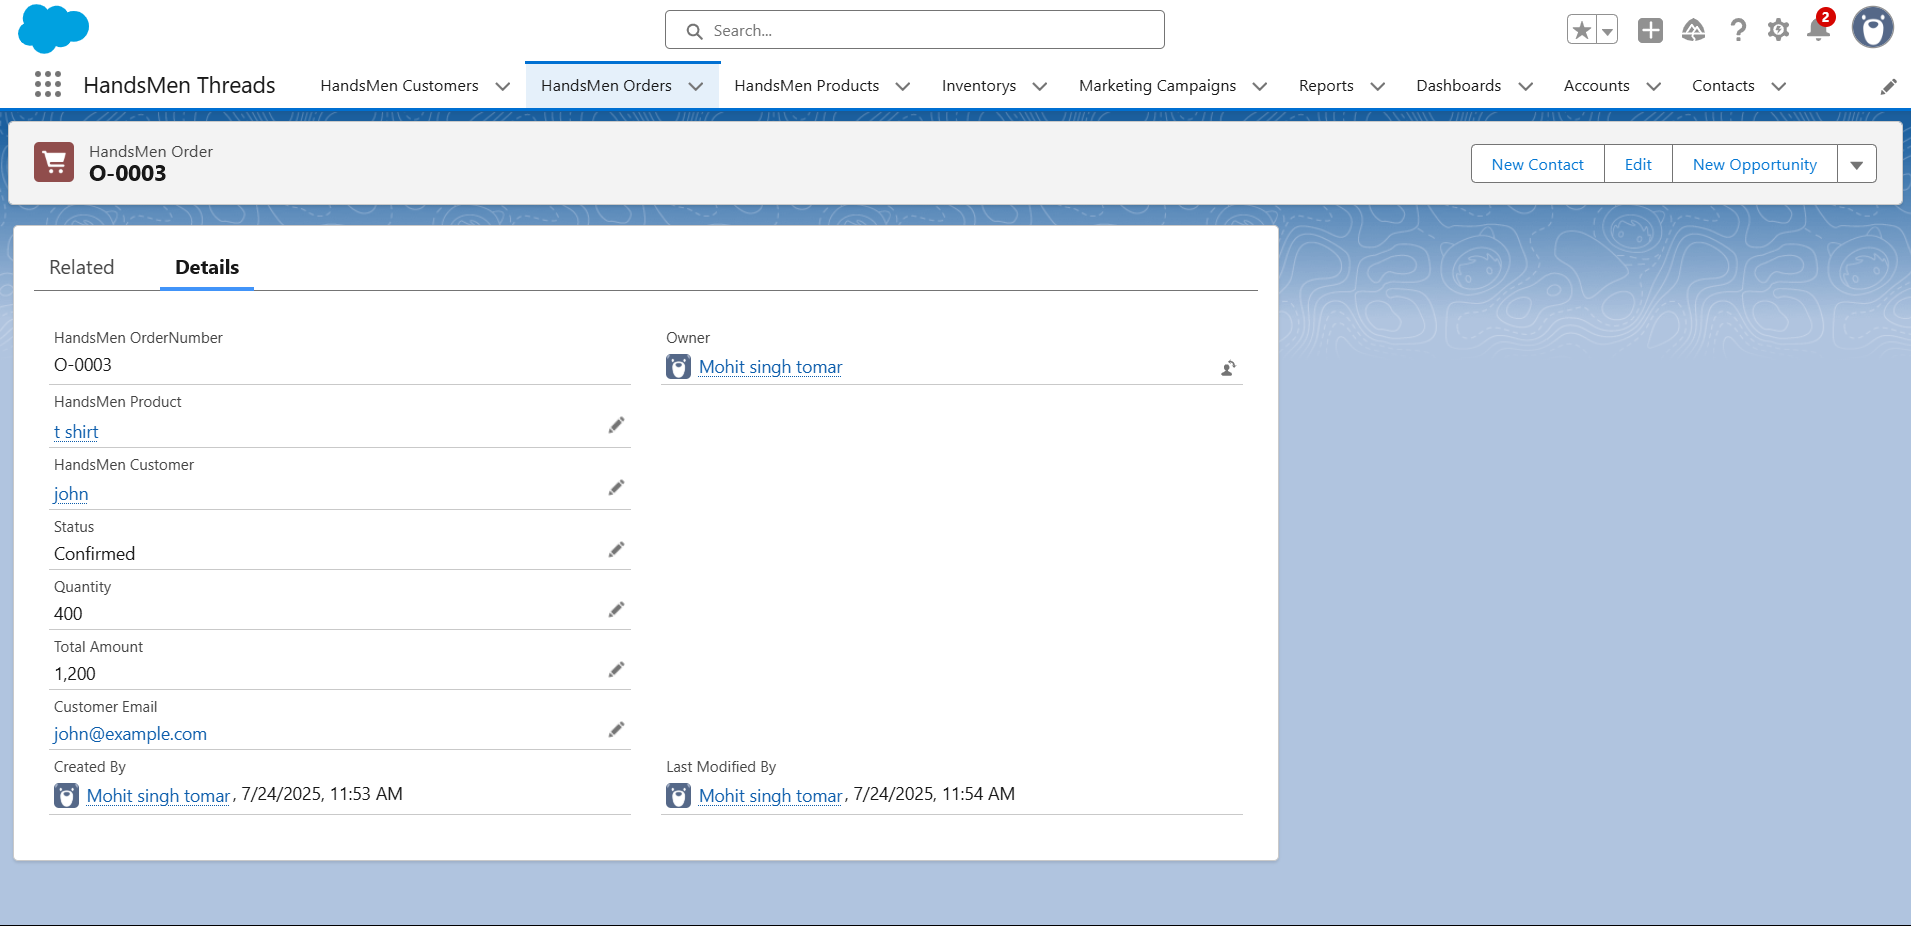 Search...
2
HandsMen Threads
HandsMen Customers
HandsMen Orders
HandsMen Products
Inventorys
Marketing Campaigns
Reports
Dashboards
Accounts
Contacts
HandsMen Order
O-0003
New Contact
Edit
New Opportunity
Related
Details
HandsMen OrderNumber
O-0003
Owner
Mohit singh tomar
HandsMen Product
t shirt
HandsMen Customer
john
Status
Confirmed
Quantity
400
Total Amount
1,200
Customer Email
john@example.com
Created By
Mohit singh tomar, 7/24/2025, 11:53 AM
Last Modified By
Mohit singh tomar, 7/24/2025, 11:54 AM